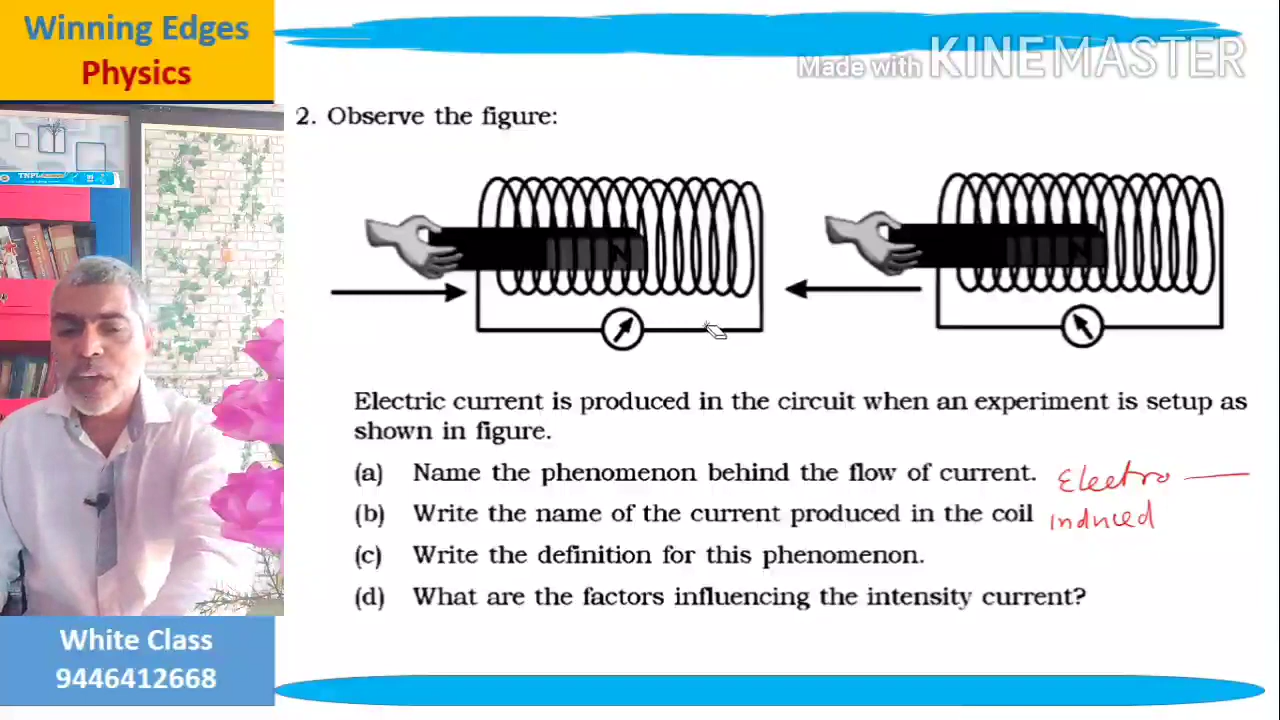 Winning Edges
Physics
Made with KINEMASTER
2. Observe the figure:
N
N
Electric current is produced in the circuit when an experiment is setup as
shown in figure.
(a) Name the phenomenon behind the flow of current. Electro —
(b) Write the name of the current produced in the coil induced
(c) Write the definition for this phenomenon.
(d) What are the factors influencing the intensity current?
White Class
9446412668